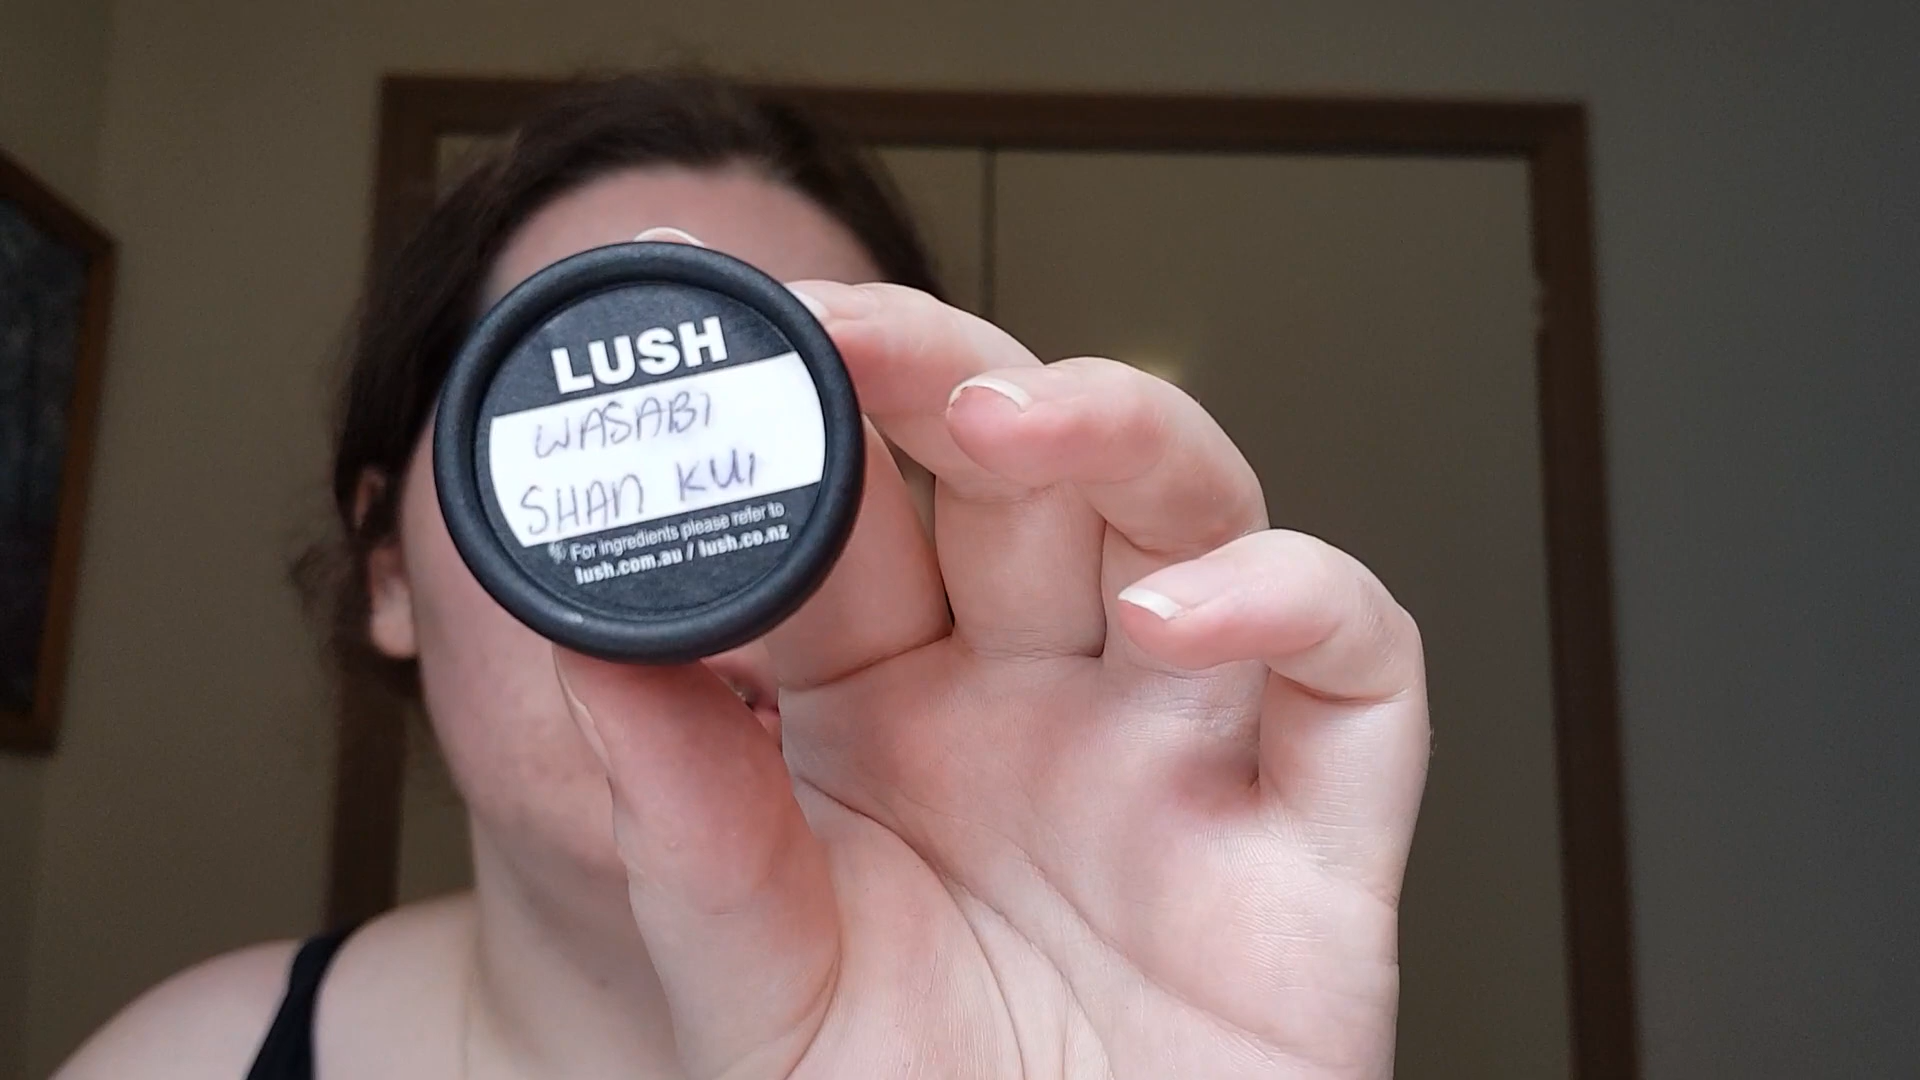 LUSH
WASABI
SHAN KUI
For ingredients please refer to
lush.com.au / lush.co.nz